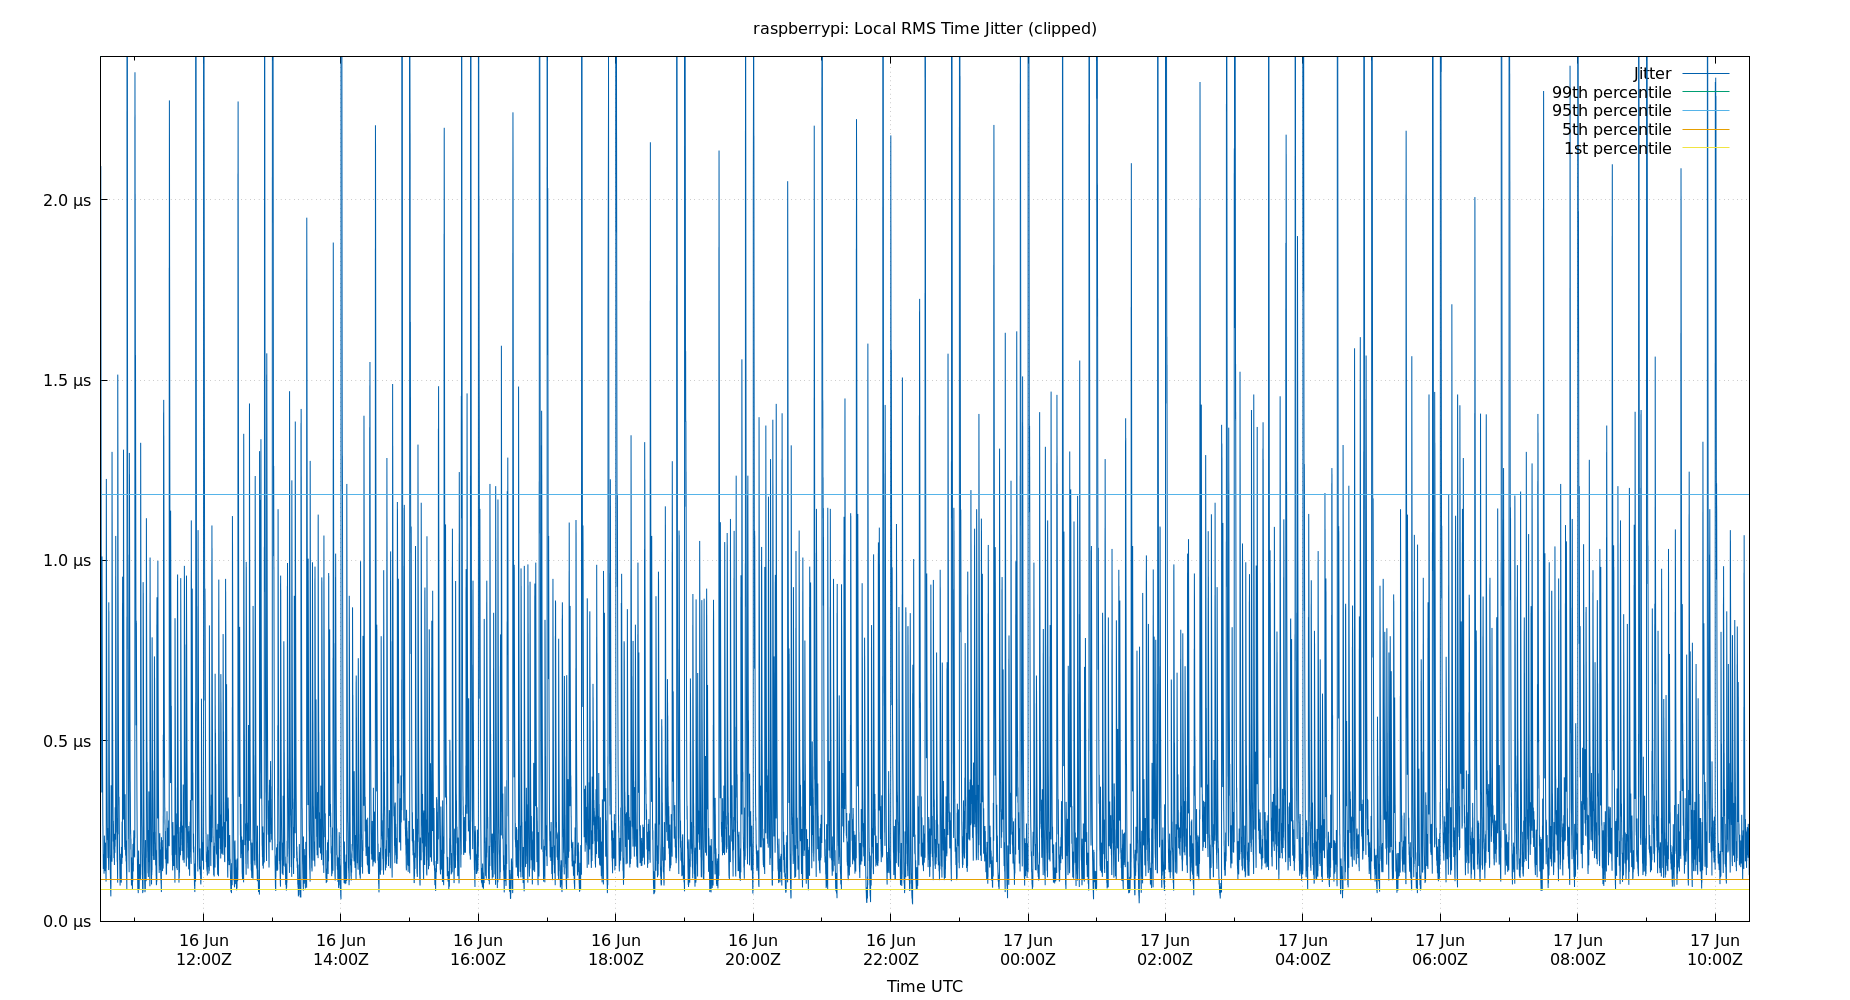 raspberrypi: Local RMS Time Jitter (clipped)
Jitter
99th percentile
95th percentile
5th percentile
1st percentile
2.0 µs
1.5 µs
1.0 µs
0.5 µs
0.0 µs
16 Jun 16 Jun 16 Jun 16 Jun 16 Jun 16 Jun 17 Jun 17 Jun 17 Jun 17 Jun 17 Jun 17 Jun
12:00Z 14:00Z 16:00Z 18:00Z 20:00Z 22:00Z 00:00Z 02:00Z 04:00Z 06:00Z 08:00Z 10:00Z
Time UTC